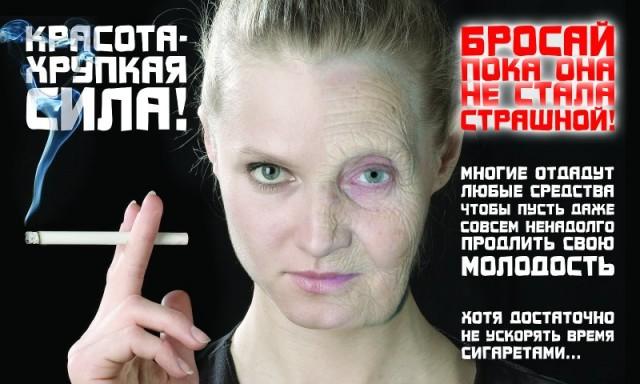 КРАСОТА-
ХРУПКАЯ
СИЛА!
БРОСАЙ
ПОКА ОНА
НЕ СТАЛА
СТРАШНОЙ!
МНОГИЕ ОТДАДУТ
ЛЮБЫЕ СРЕДСТВА
ЧТОБЫ ПУСТЬ ДАЖЕ
СОВСЕМ НЕНАДОЛГО
ПРОДЛИТЬ СВОЮ
МОЛОДОСТЬ
ХОТЯ ДОСТАТОЧНО
НЕ УСКОРЯТЬ ВРЕМЯ
СИГАРЕТАМИ...